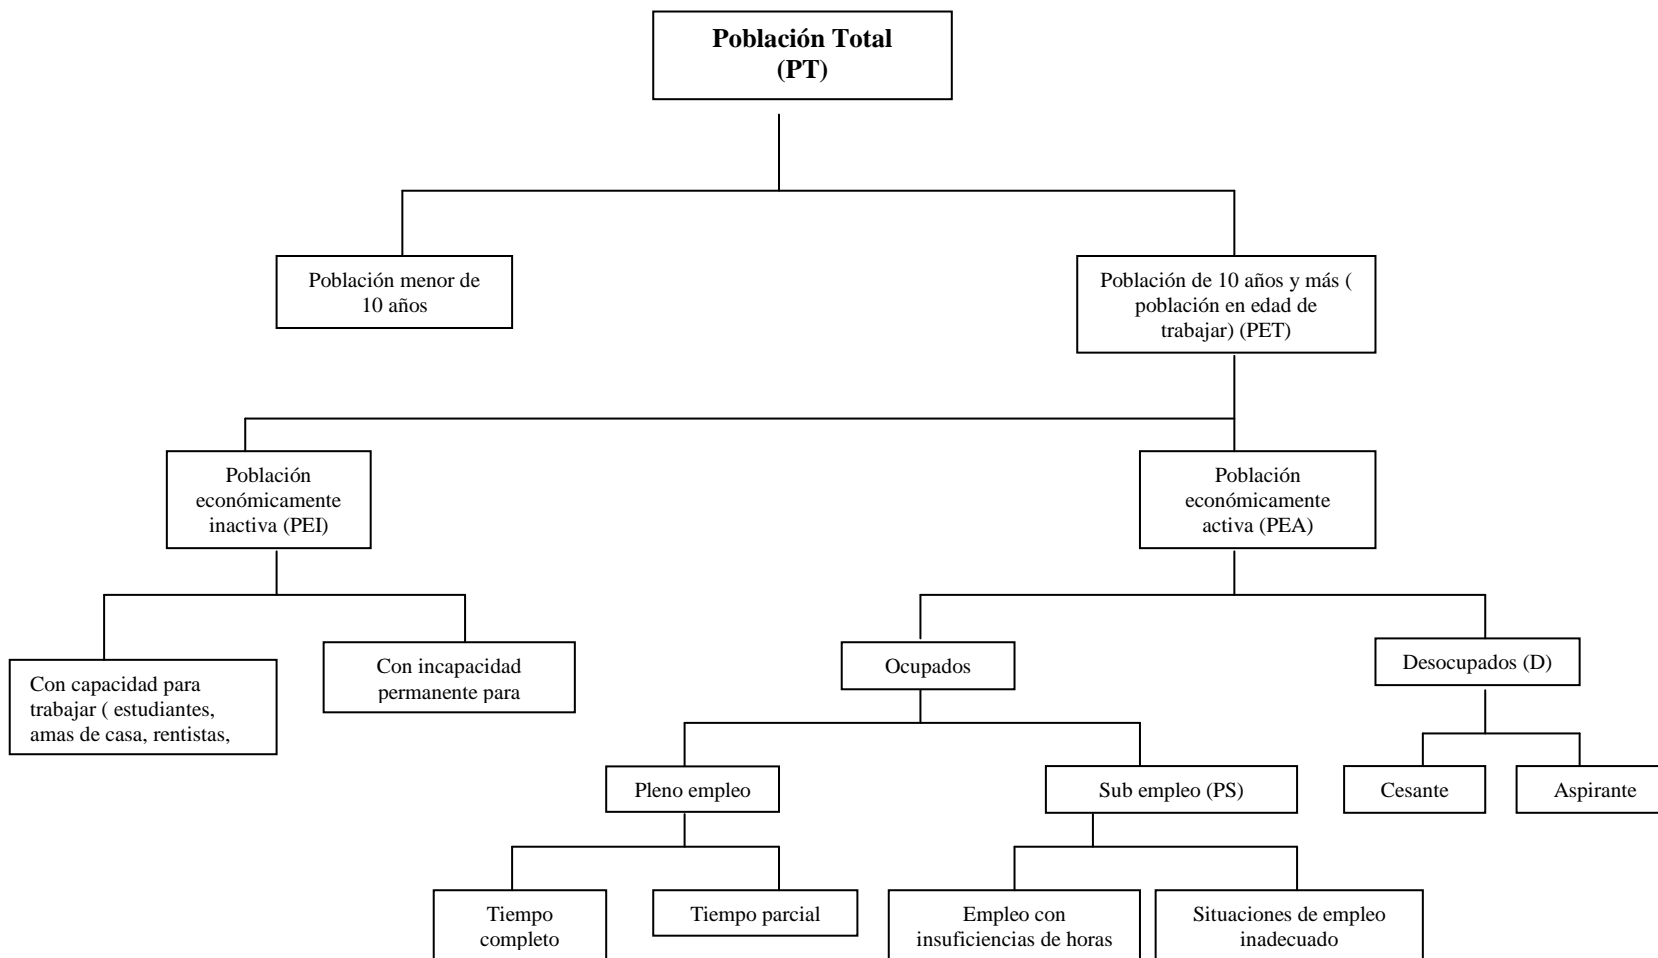 Población Total
(PT)
Población menor de
10 años
Población de 10 años y más (
población en edad de
trabajar) (PET)
Población
económicamente
inactiva (PEI)
Población
económicamente
activa (PEA)
Con capacidad para
trabajar ( estudiantes,
amas de casa, rentistas,
Con incapacidad
permanente para
Ocupados
Desocupados (D)
Pleno empleo
Sub empleo (PS)
Cesante
Aspirante
Tiempo
completo
Tiempo parcial
Empleo con
insuficiencias de horas
Situaciones de empleo
inadecuado